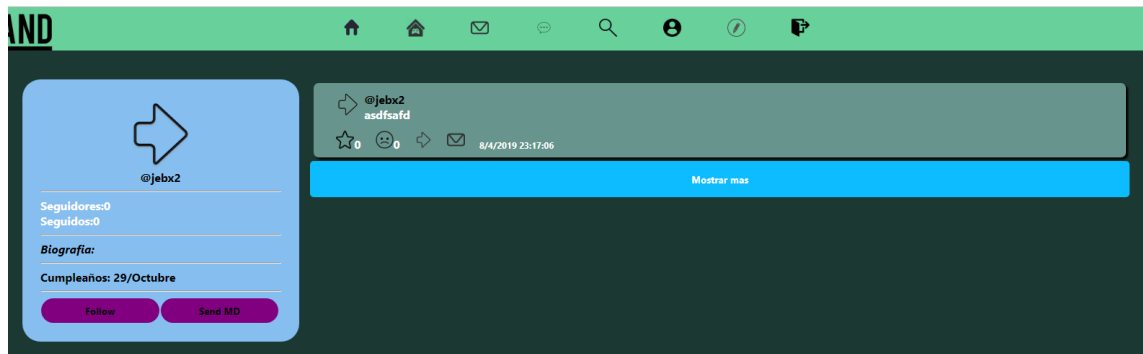 @jebx2
Seguidores:0
Seguidos:0
Biografia:
Cumpleaños: 29/Octubre
Follow
Send MD
@jebx2
asdfsafd
0
0
8/4/2019 23:17:06
Mostrar mas